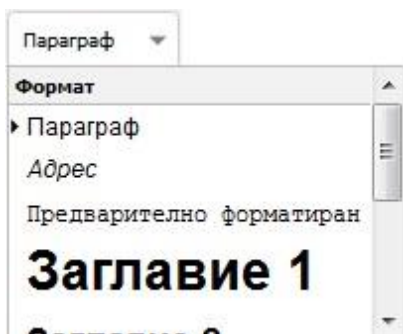 Параграф
Формат
Параграф
Адрес
Предварително форматиран
Заглавие 1